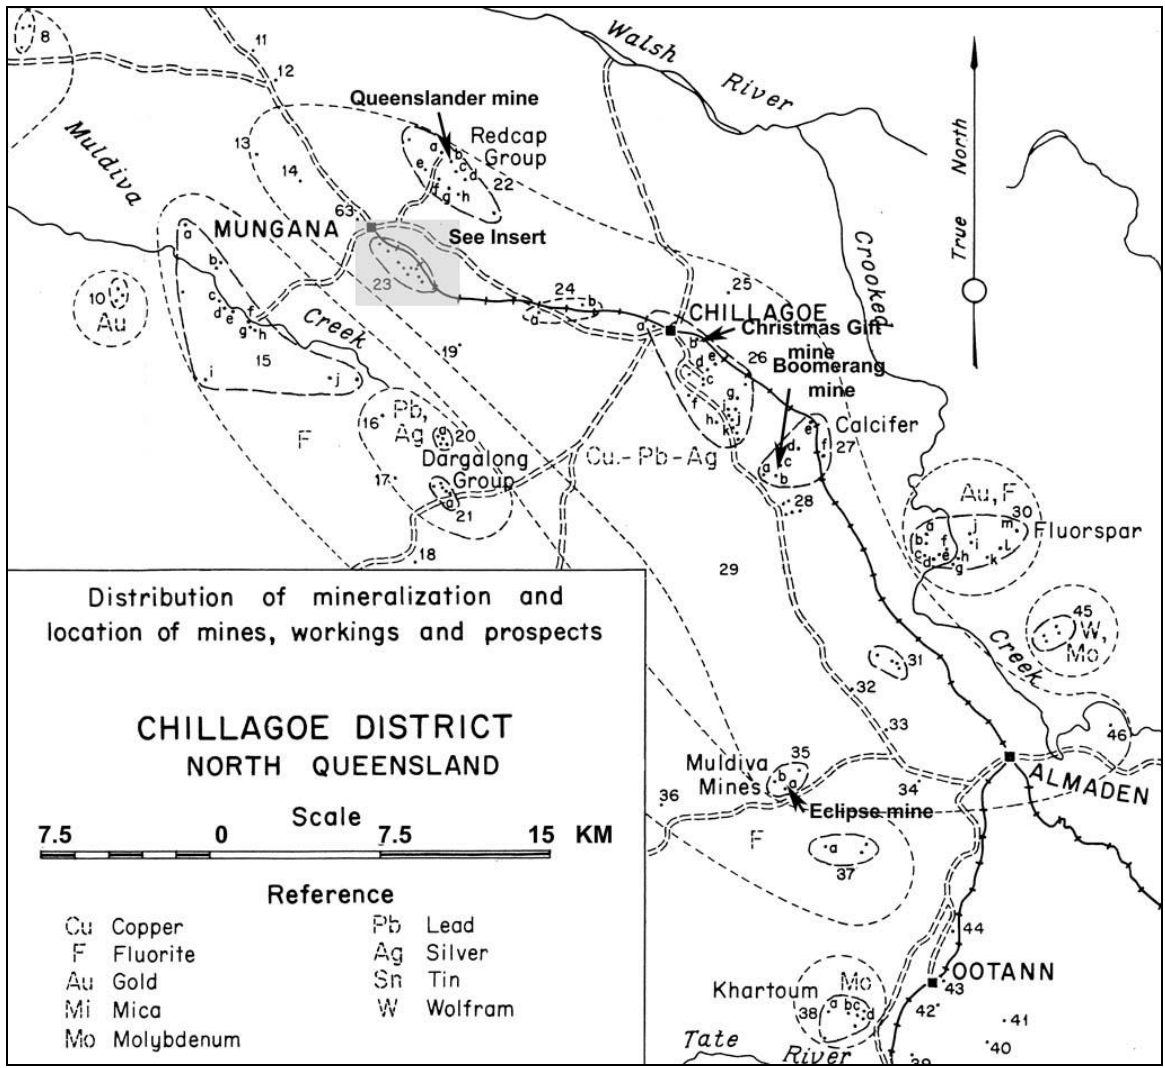 8
11
12
Walsh
River
True North
Muldiva
Queenslander mine
Redcap
Group
a
b
c
d
e
f
g
h
22
13
14
63
MUNGANA
See Insert
23
a
b
c
d
e
f
g
h
i
j
15
10
Au
Creek
24
a
b
25
CHILLAGOE
Crooked
Christmas Gift
mine
Boomerang
mine
26
a
b
c
d
e
f
g
h
i
j
k
19
16
Pb,
Ag
a
20
Dargalong
Group
17
a
21
18
F
Cu-Pb-Ag
Calcifer
27
a
b
c
d
e
f
28
29
Au, F
30
Fluorspar
a
b
c
d
e
f
g
h
i
j
k
L
m
45
W,
Mo
Creek
31
32
33
46
Muldiva
Mines
35
b
a
Eclipse mine
34
ALMADEN
36
F
a
37
44
OOTANN
43
42
41
40
39
Khartoum
Mo
38
a
b
c
d
Tate
River
Distribution of mineralization and
location of mines, workings and prospects
CHILLAGOE DISTRICT
NORTH QUEENSLAND
Scale
7.5 0 7.5 15 KM
Reference
Cu Copper
F Fluorite
Au Gold
Mi Mica
Mo Molybdenum
Pb Lead
Ag Silver
Sn Tin
W Wolfram